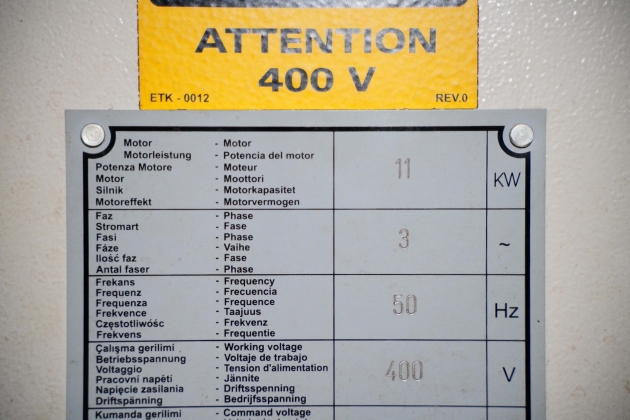 ATTENTION
400 V
ETK - 0012 REV.0
Motor - Motor
Motorleistung - Potencia del motor
Potenza Motore - Moteur
Motor - Moottori
Silnik - Motorkapasitet
Motoreffekt - Motorvermogen
11 KW
Faz - Phase
Stromart - Fase
Fasi - Phase
Fáze - Vaihe
Ilość faz - Fase
Antal faser - Phase
3 ~
Frekans - Frequency
Frequenz - Frecuencia
Frequenza - Frequence
Frekvence - Taajuus
Częstotliwośc - Frekvenz
Frekvens - Frequentie
50 Hz
Çalışma gerilimi - Working voltage
Betriebsspannung - Voltaje de trabajo
Voltaggio - Tension d'alimentation
Pracovní napětí - Jännite
Napięcie zasilania - Driftsspenning
Driftspänning - Bedrijfsspanning
400 V
Kumanda gerilimi - Command voltage